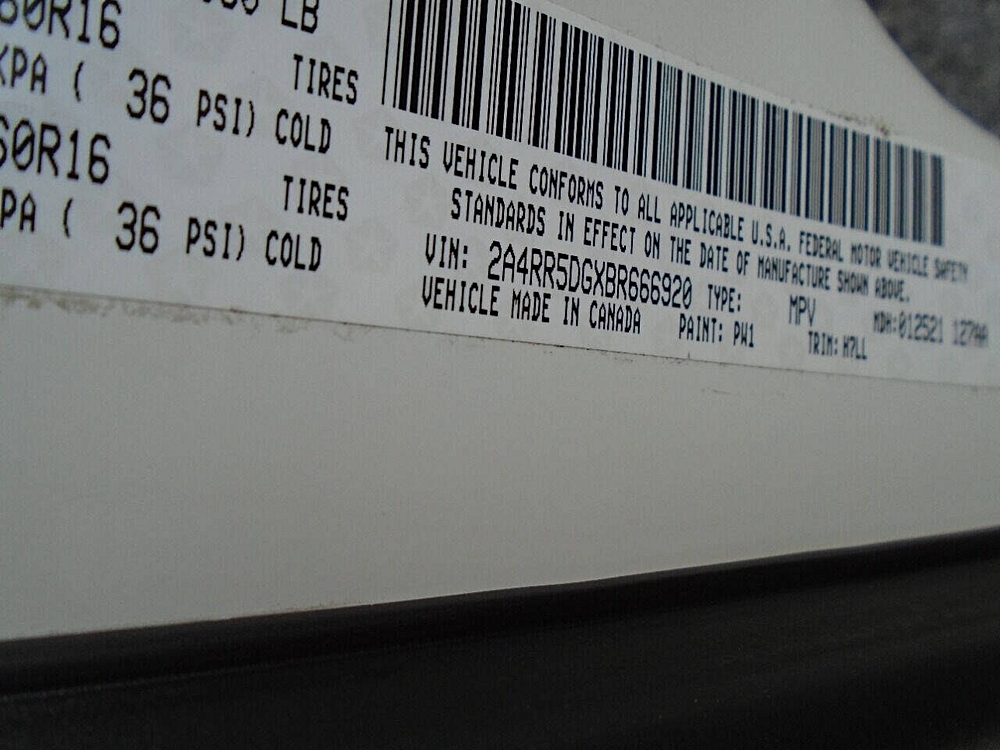 60R16
LB
TIRES
KPA ( 36 PSI) COLD
60R16
TIRES
PA ( 36 PSI) COLD
THIS VEHICLE CONFORMS TO ALL APPLICABLE U.S.A. FEDERAL MOTOR VEHICLE SAFETY
STANDARDS IN EFFECT ON THE DATE OF MANUFACTURE SHOWN ABOVE.
VIN: 2A4RR5DGXBR666920 TYPE: MPV MDH:012521 127AA
VEHICLE MADE IN CANADA PAINT: PW1 TRIM: H7LL